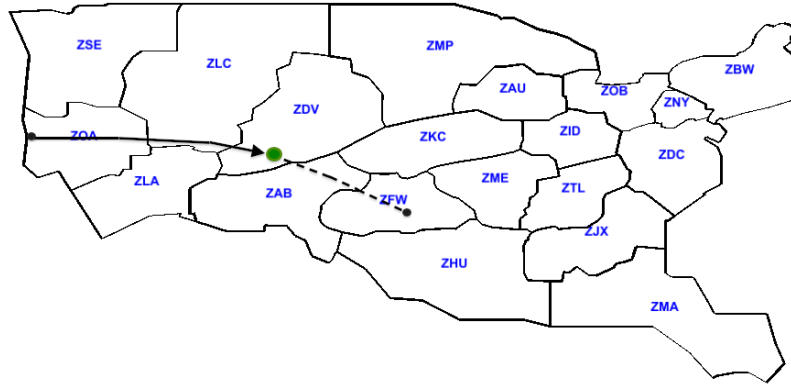 ZSE
ZMP
ZBW
ZLC
ZAU
ZOB
ZDV
ZNY
ZOA
ZKC
ZID
ZDC
ZLA
ZAB
ZFW
ZME
ZTL
ZJX
ZHU
ZMA